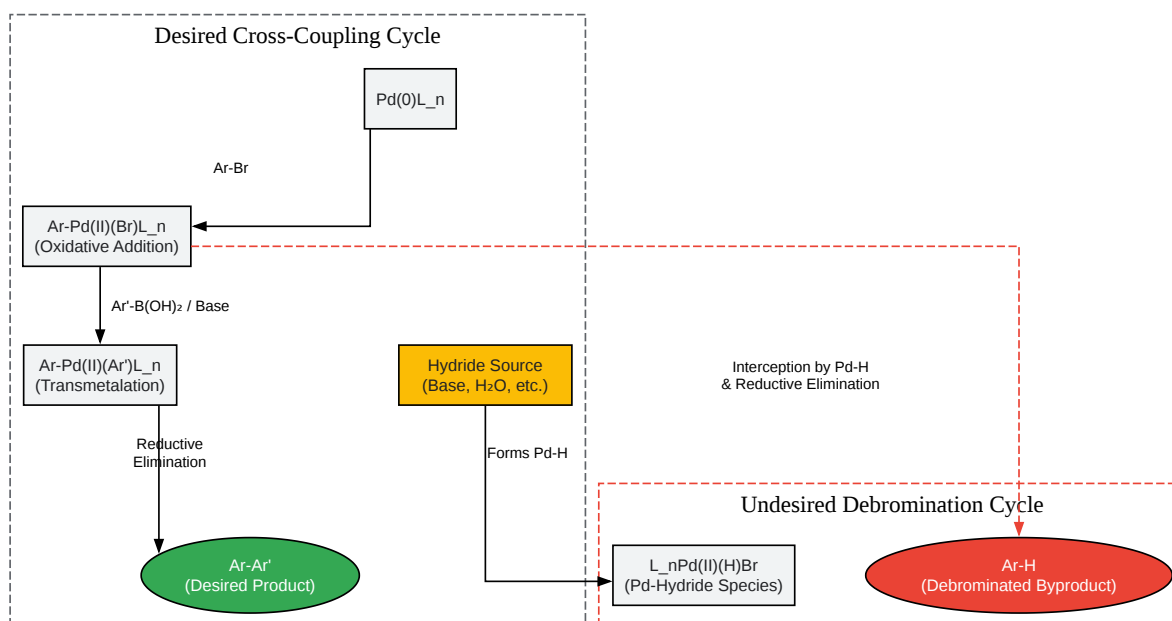 Desired Cross-Coupling Cycle
Pd(0)L_n
Ar-Br
Ar-Pd(II)(Br)L_n
(Oxidative Addition)
Ar'-B(OH)₂ / Base
Ar-Pd(II)(Ar')L_n
(Transmetalation)
Hydride Source
(Base, H₂O, etc.)
Interception by Pd-H
& Reductive Elimination
Reductive
Elimination
Forms Pd-H
Undesired Debromination Cycle
Ar-Ar'
(Desired Product)
L_nPd(II)(H)Br
(Pd-Hydride Species)
Ar-H
(Debrominated Byproduct)